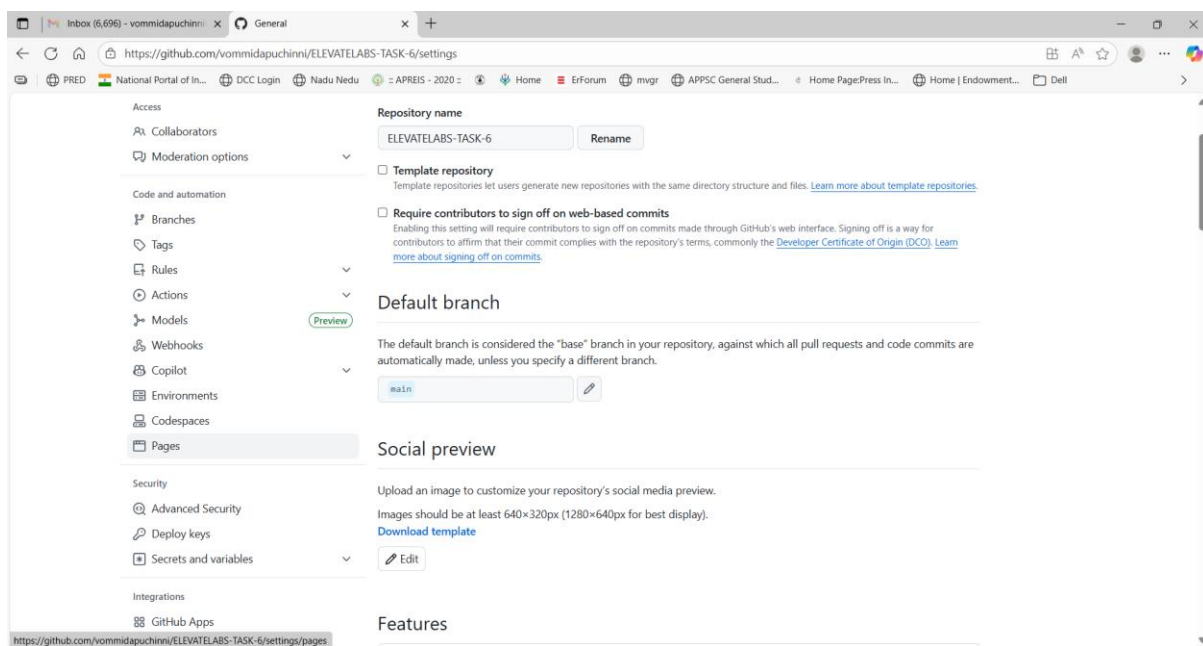 Inbox (6,696) - vommidapuchinni
General
https://github.com/vommidapuchinni/ELEVATELABS-TASK-6/settings
PRED
National Portal of In...
DCC Login
Nadu Nedu
:: APREIS - 2020 ::
Home
ErForum
mvgr
APPSC General Stud...
Home Page:Press In...
Home | Endowment...
Dell
Access
Collaborators
Moderation options
Code and automation
Branches
Tags
Rules
Actions
Models
Preview
Webhooks
Copilot
Environments
Codespaces
Pages
Security
Advanced Security
Deploy keys
Secrets and variables
Integrations
GitHub Apps
https://github.com/vommidapuchinni/ELEVATELABS-TASK-6/settings/pages
Repository name
ELEVATELABS-TASK-6
Rename
Template repository
Template repositories let users generate new repositories with the same directory structure and files. Learn more about template repositories.
Require contributors to sign off on web-based commits
Enabling this setting will require contributors to sign off on commits made through GitHub's web interface. Signing off is a way for
contributors to affirm that their commit complies with the repository's terms, commonly the Developer Certificate of Origin (DCO). Learn
more about signing off on commits.
Default branch
The default branch is considered the "base" branch in your repository, against which all pull requests and code commits are
automatically made, unless you specify a different branch.
main
Social preview
Upload an image to customize your repository's social media preview.
Images should be at least 640×320px (1280×640px for best display).
Download template
Edit
Features